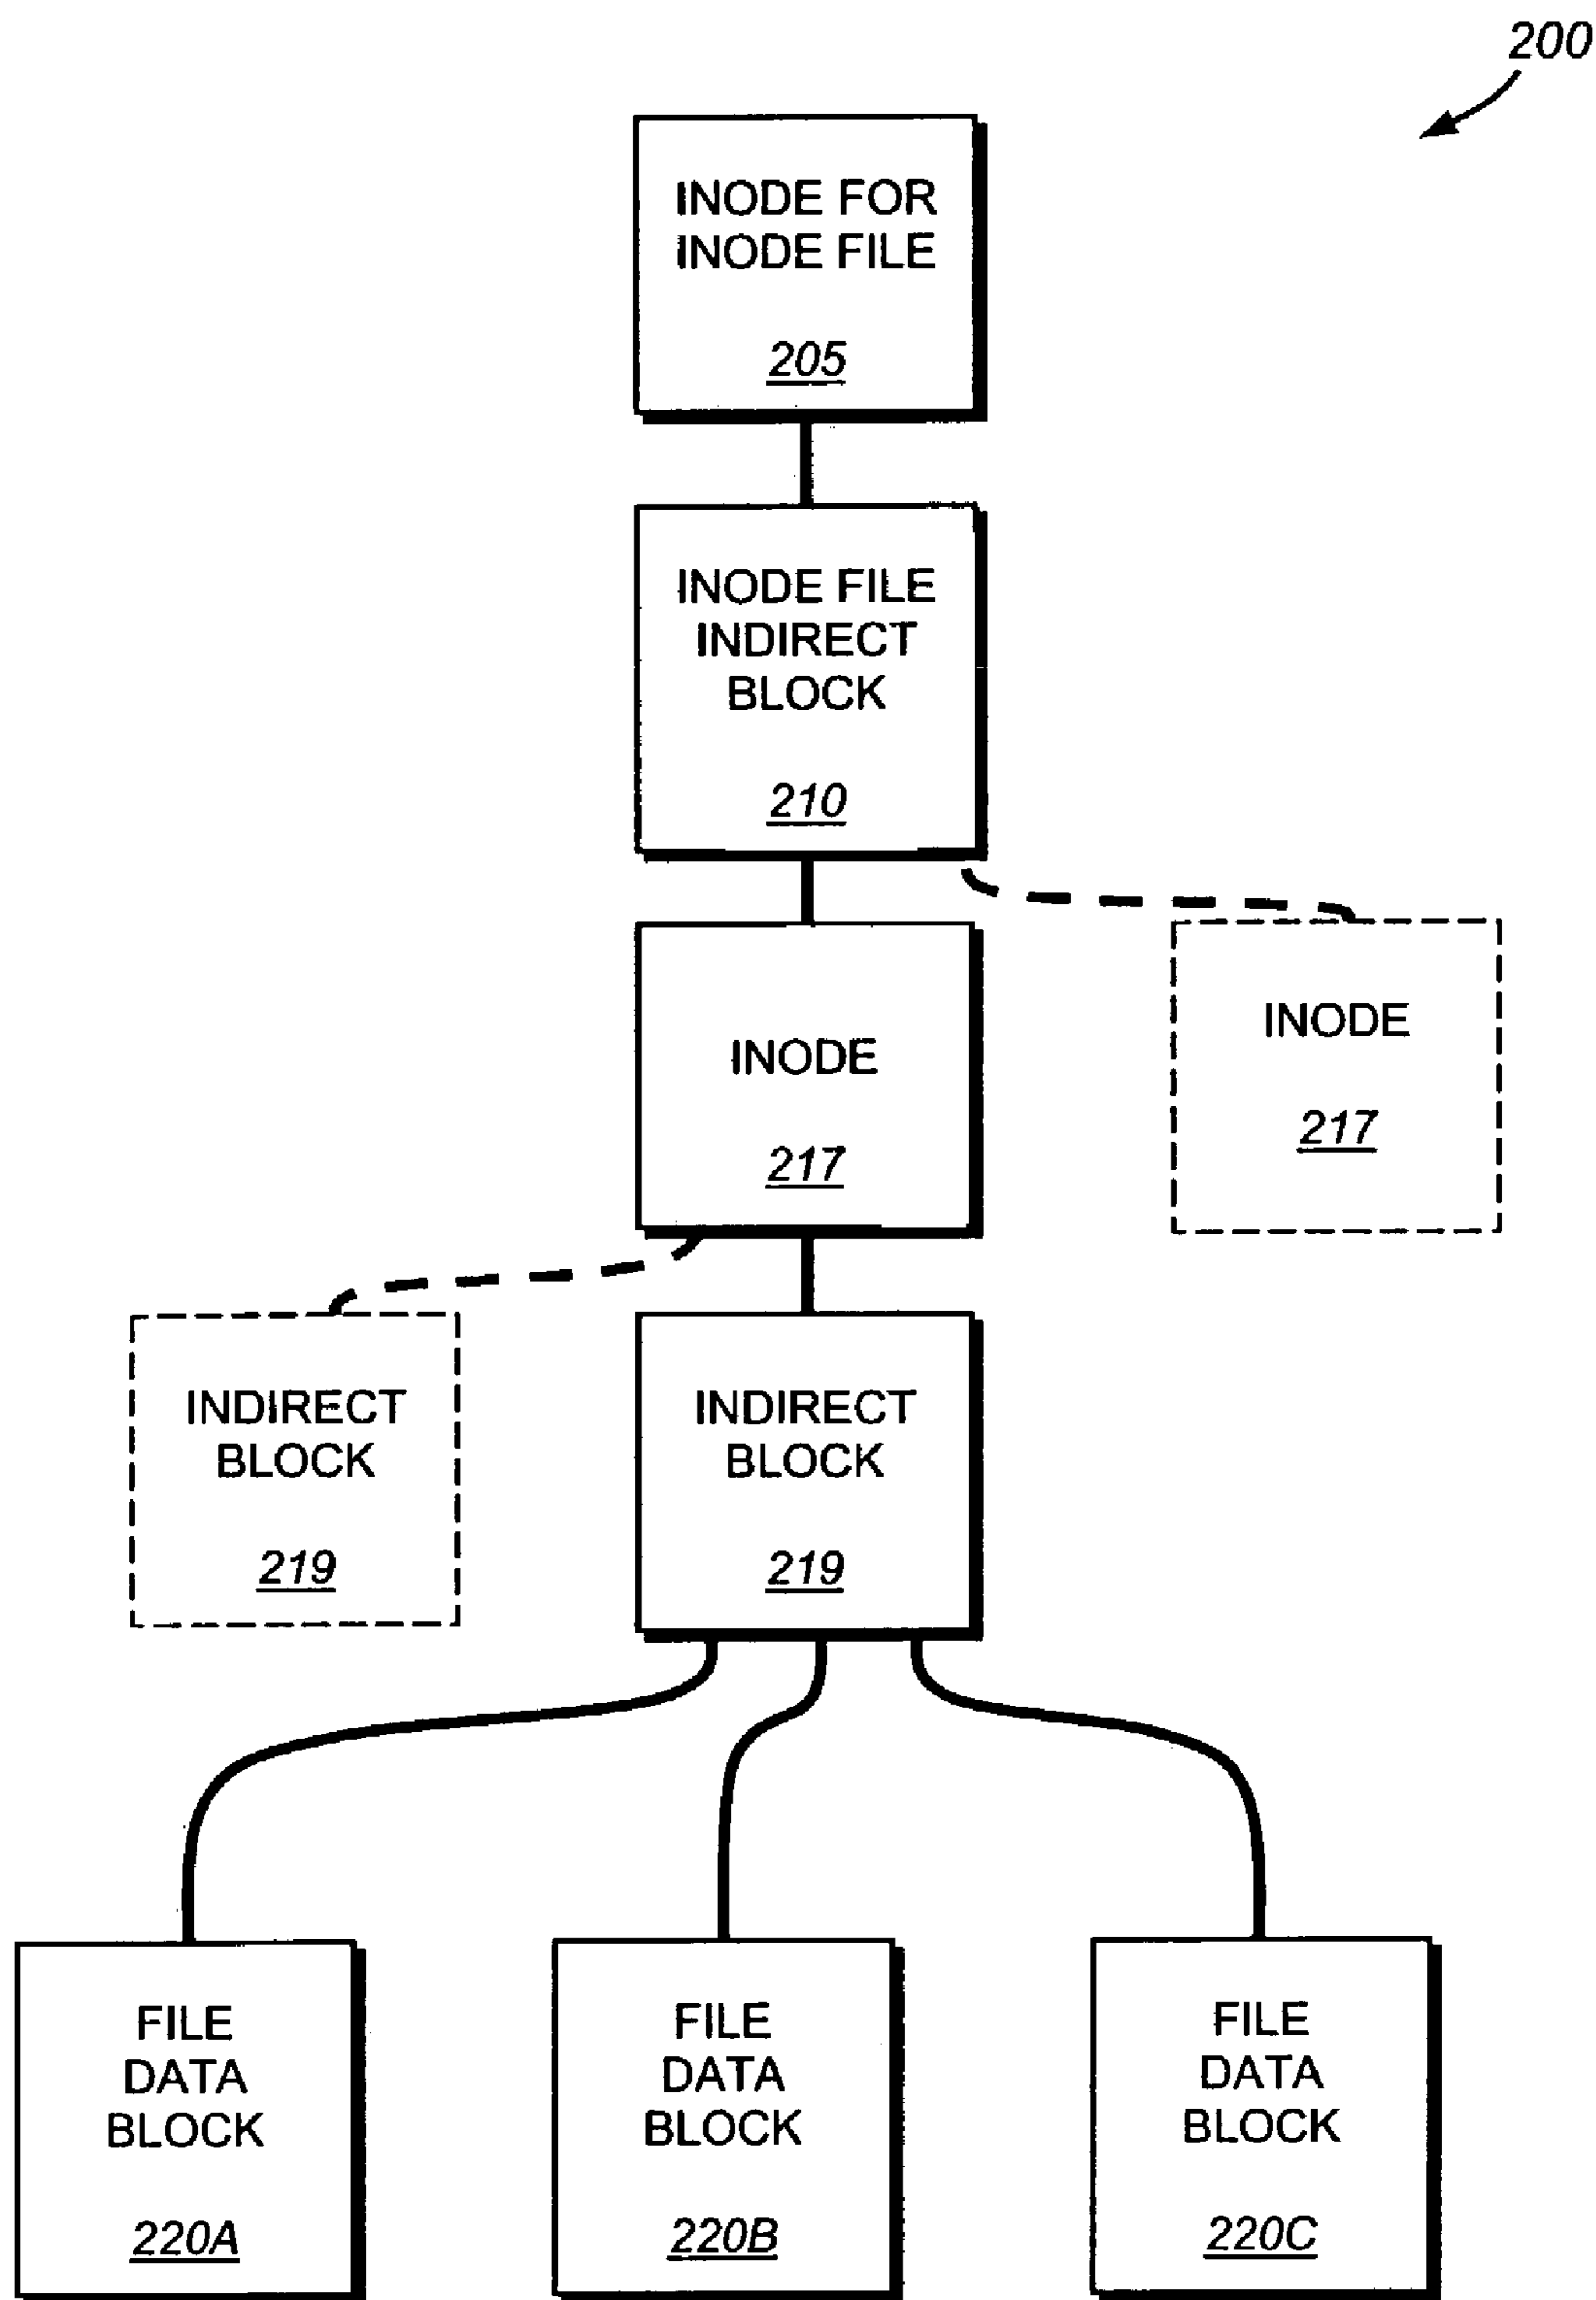 200
INODE FOR
INODE FILE
205
INODE FILE
INDIRECT
BLOCK
210
INODE
217
INODE
217
INDIRECT
BLOCK
219
INDIRECT
BLOCK
219
FILE
DATA
BLOCK
220A
FILE
DATA
BLOCK
220B
FILE
DATA
BLOCK
220C